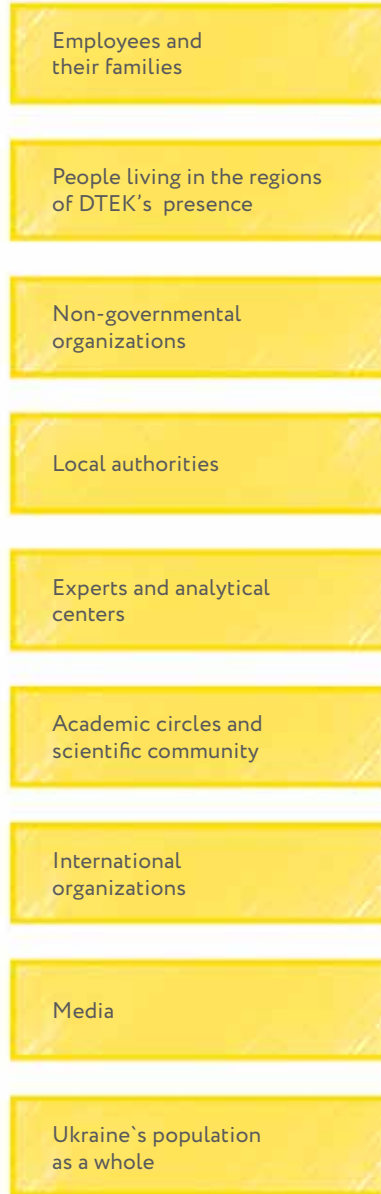 Employees and
their families
People living in the regions
of DTEK's presence
Non-governmental
organizations
Local authorities
Experts and analytical
centers
Academic circles and
scientific community
International
organizations
Media
Ukraine`s population
as a whole